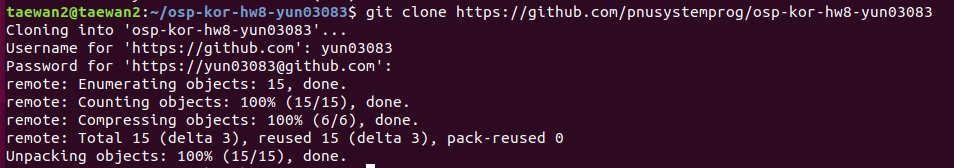 taewan2@taewan2:~/osp-kor-hw8-yun03083$ git clone https://github.com/pnusystemprog/osp-kor-hw8-yun03083
Cloning into 'osp-kor-hw8-yun03083'...
Username for 'https://github.com': yun03083
Password for 'https://yun03083@github.com':
remote: Enumerating objects: 15, done.
remote: Counting objects: 100% (15/15), done.
remote: Compressing objects: 100% (6/6), done.
remote: Total 15 (delta 3), reused 15 (delta 3), pack-reused 0
Unpacking objects: 100% (15/15), done.